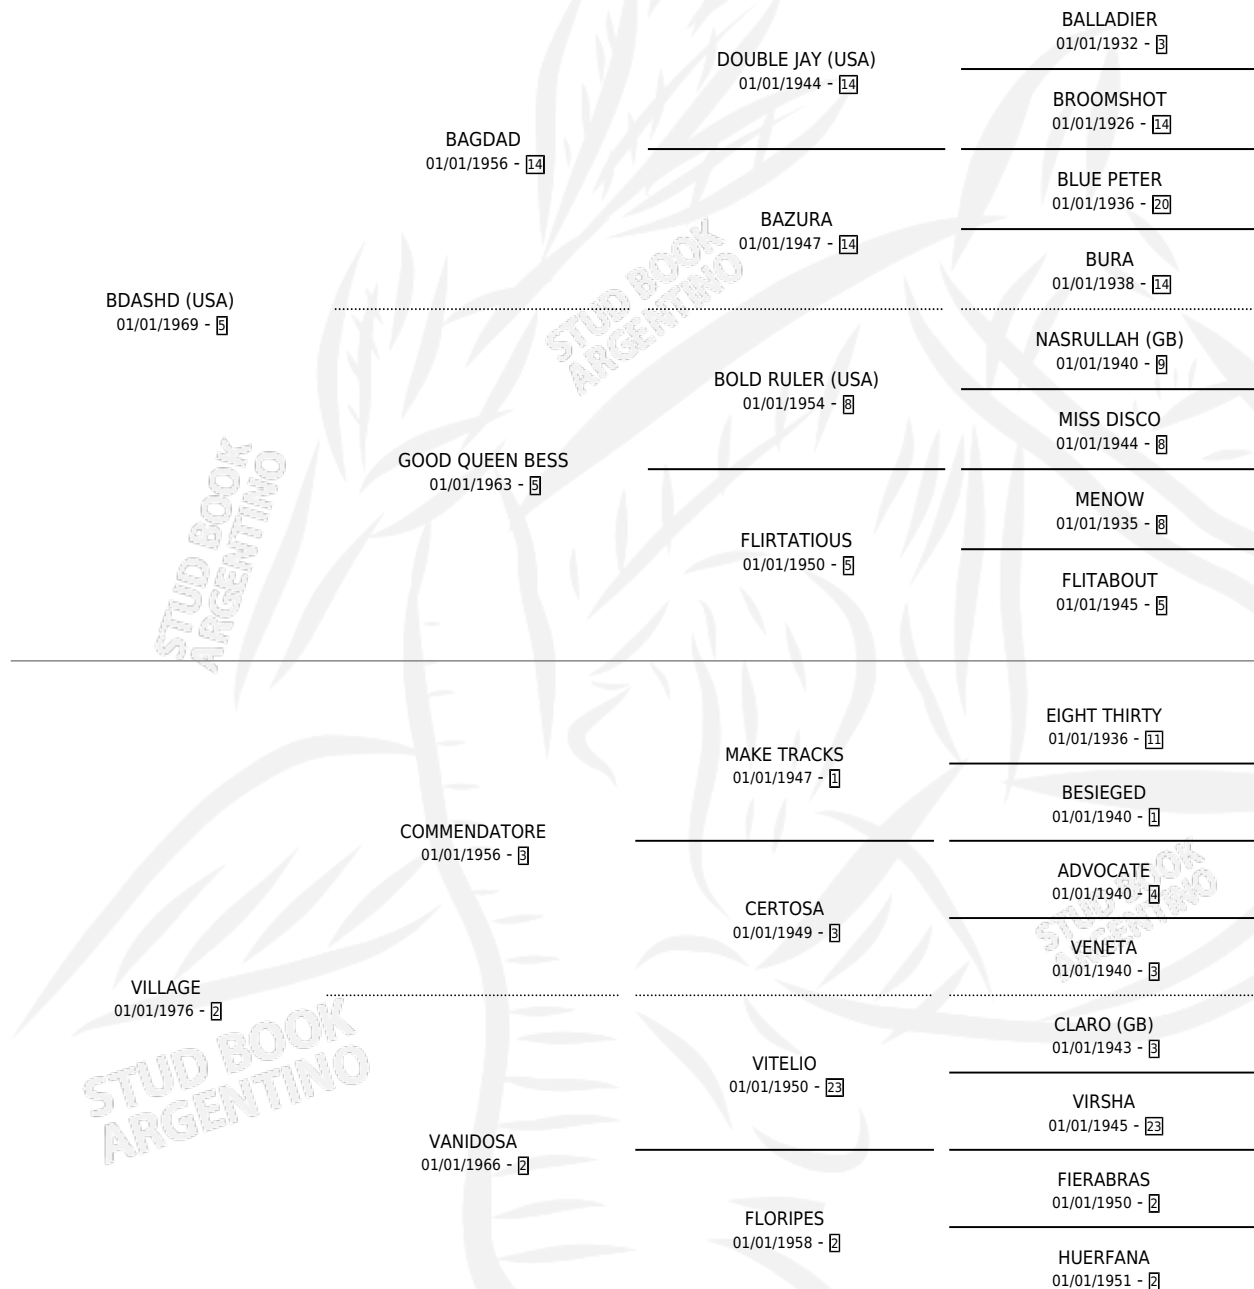 BALLADIER
01/01/1932 - 3
DOUBLE JAY (USA)
01/01/1944 - 14
BROOMSHOT
01/01/1926 - 14
BAGDAD
01/01/1956 - 14
BLUE PETER
01/01/1936 - 20
BAZURA
01/01/1947 - 14
BURA
01/01/1938 - 14
BDASHD (USA)
01/01/1969 - 5
NASRULLAH (GB)
01/01/1940 - 9
BOLD RULER (USA)
01/01/1954 - 8
MISS DISCO
01/01/1944 - 8
GOOD QUEEN BESS
01/01/1963 - 5
MENOW
01/01/1935 - 8
FLIRTATIOUS
01/01/1950 - 5
FLITABOUT
01/01/1945 - 5
EIGHT THIRTY
01/01/1936 - 11
MAKE TRACKS
01/01/1947 - 1
BESIEGED
01/01/1940 - 1
COMMENDATORE
01/01/1956 - 3
ADVOCATE
01/01/1940 - 4
CERTOSA
01/01/1949 - 3
VENETA
01/01/1940 - 3
VILLAGE
01/01/1976 - 2
CLARO (GB)
01/01/1943 - 3
VITELIO
01/01/1950 - 23
VIRSHA
01/01/1945 - 23
VANIDOSA
01/01/1966 - 2
FIERABRAS
01/01/1950 - 2
FLORIPES
01/01/1958 - 2
HUERFANA
01/01/1951 - 2
STUD BOOK
ARGENTINO
STUD BOOK
ARGENTINO
STUD BOOK
ARGENTINO
STUD BOOK
ARGENTINO